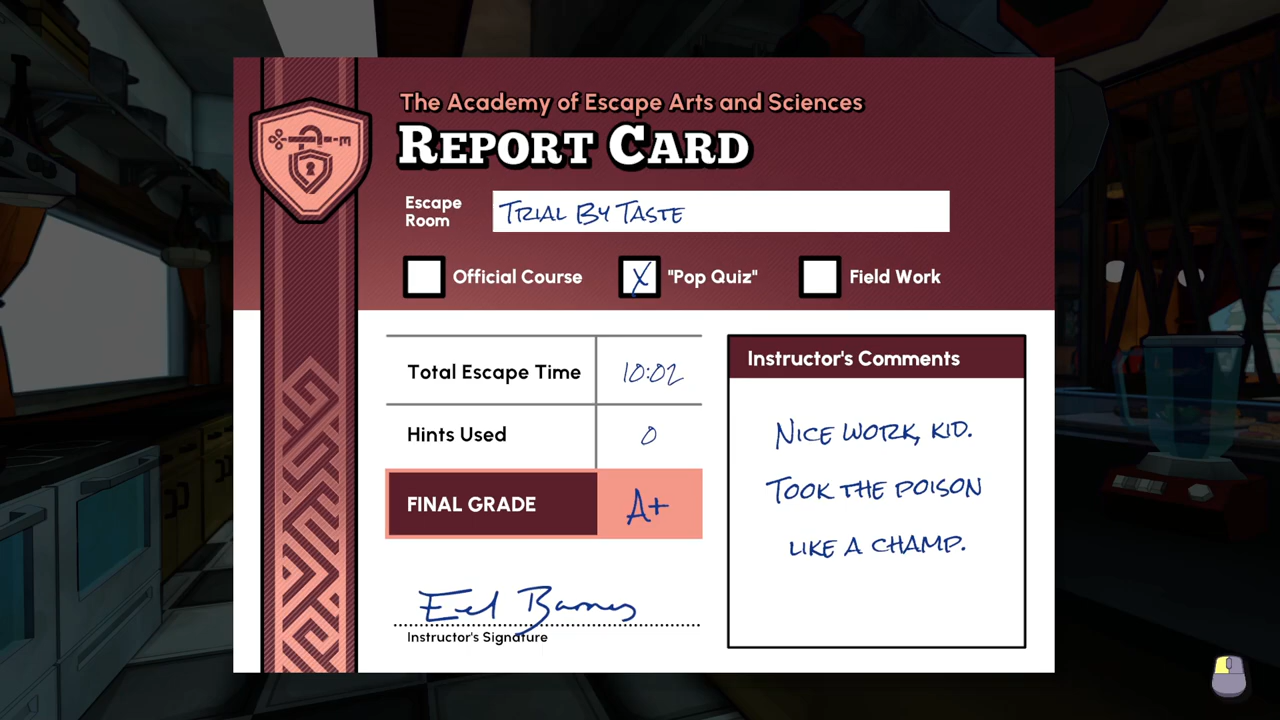 The Academy of Escape Arts and Sciences
REPORT CARD
Escape
Room
TRIAL BY TASTE
Official Course
X "Pop Quiz"
Field Work
Total Escape Time 10:02
Hints Used 0
FINAL GRADE A+
Instructor's Signature
Instructor's Comments
NICE WORK, KID.
TOOK THE POISON
LIKE A CHAMP.